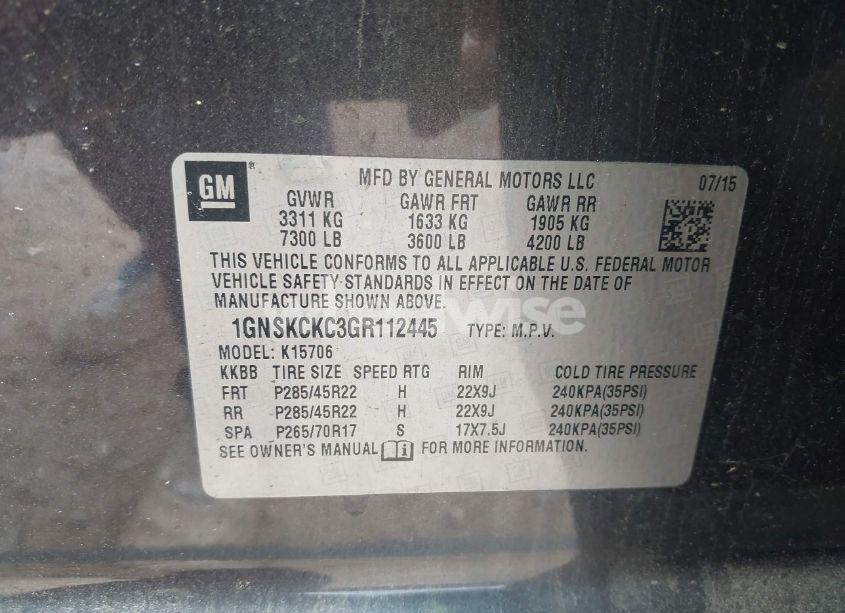 GM
MFD BY GENERAL MOTORS LLC 07/15
GVWR GAWR FRT GAWR RR
3311 KG 1633 KG 1905 KG
7300 LB 3600 LB 4200 LB
THIS VEHICLE CONFORMS TO ALL APPLICABLE U.S. FEDERAL MOTOR
VEHICLE SAFETY STANDARDS IN EFFECT ON THE DATE OF
MANUFACTURE SHOWN ABOVE.
1GNSKCKC3GR112445 TYPE: M.P.V.
MODEL: K15706
KKBB TIRE SIZE SPEED RTG RIM COLD TIRE PRESSURE
FRT P285/45R22 H 22X9J 240KPA(35PSI)
RR P285/45R22 H 22X9J 240KPA(35PSI)
SPA P265/70R17 S 17X7.5J 240KPA(35PSI)
SEE OWNER'S MANUAL FOR MORE INFORMATION.